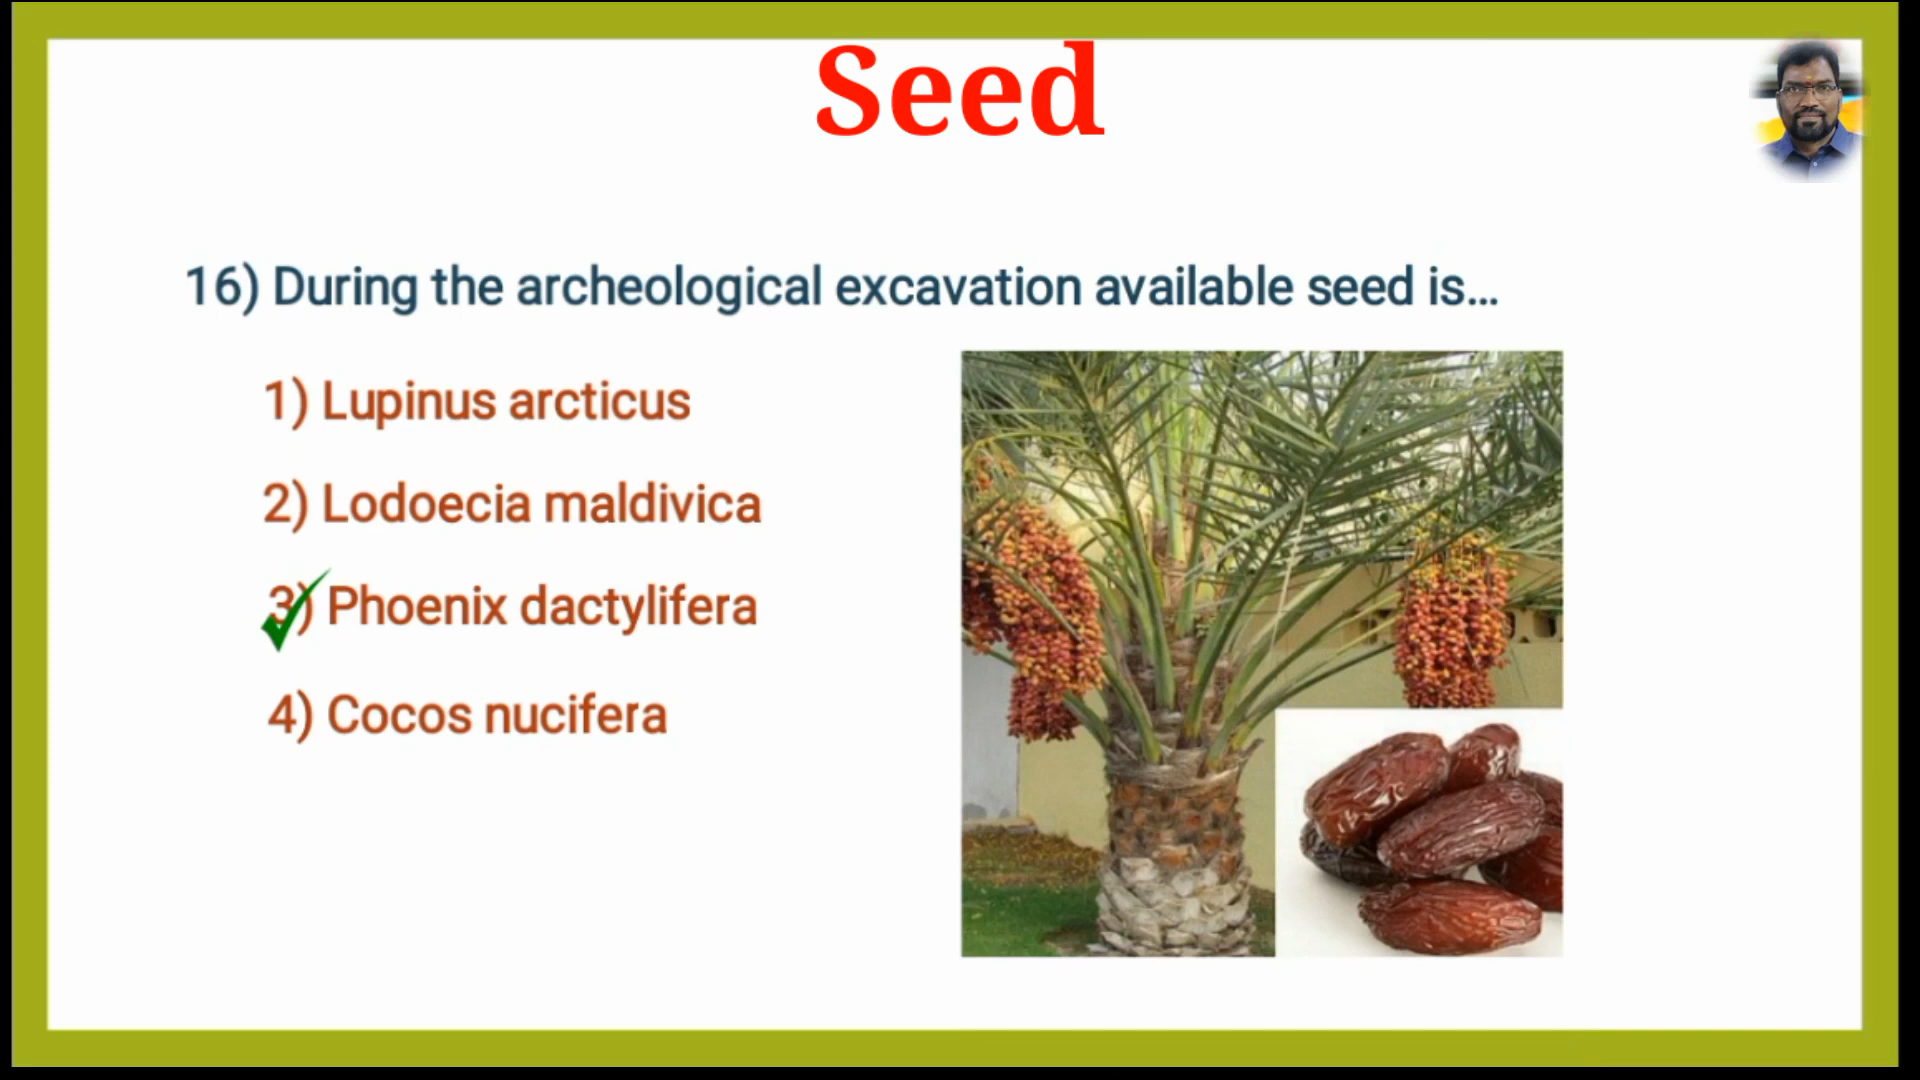 Seed
16) During the archeological excavation available seed is...
1) Lupinus arcticus
2) Lodoecia maldivica
3) Phoenix dactylifera
4) Cocos nucifera